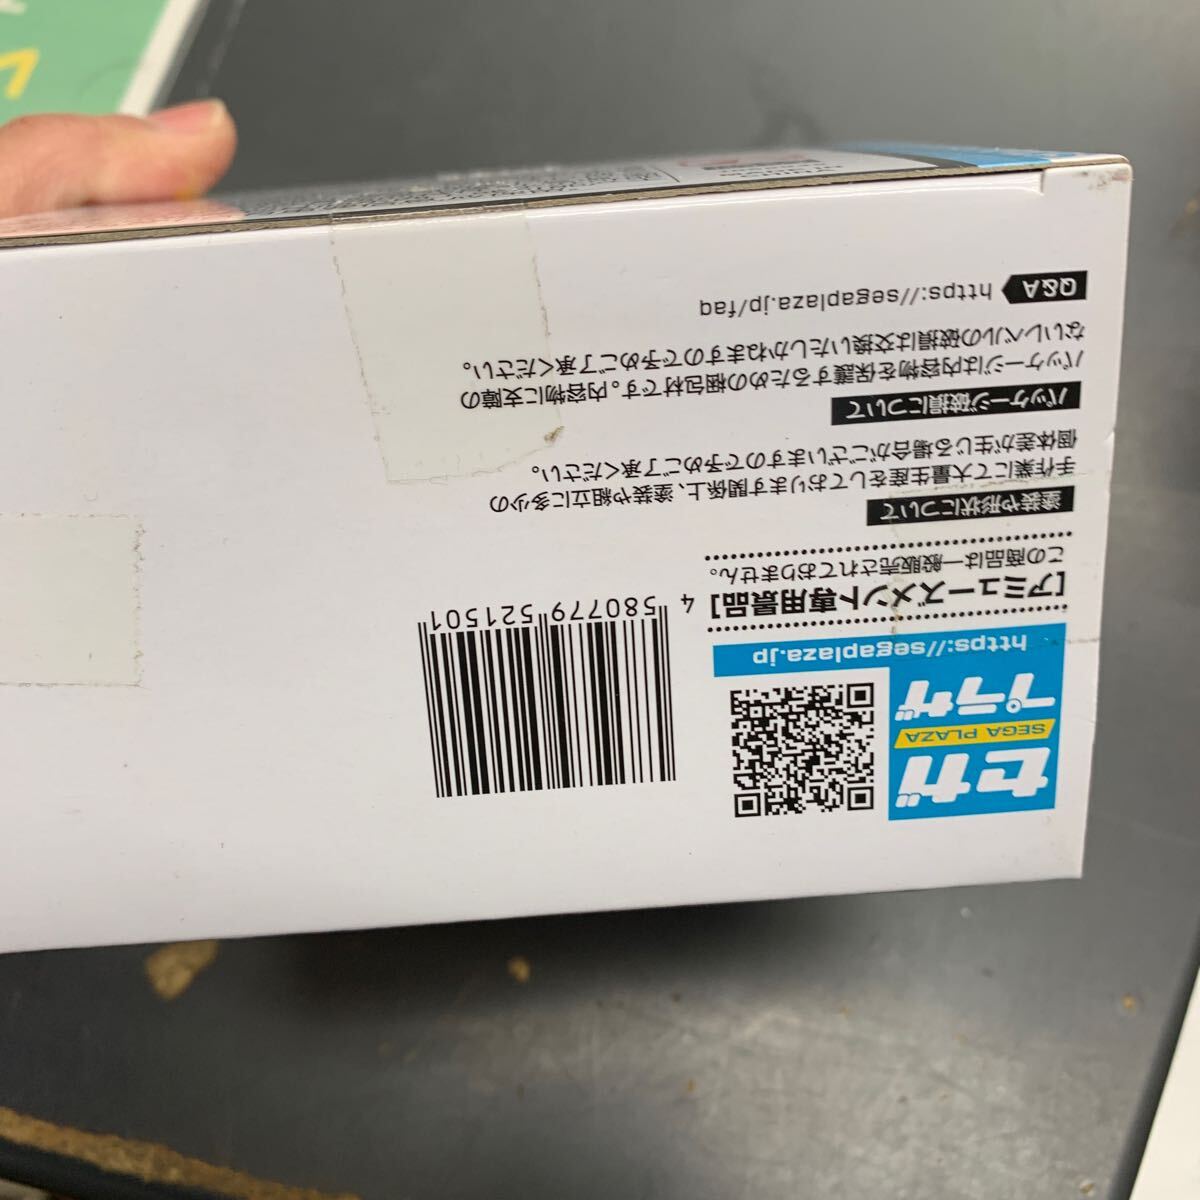 セガ
SEGA PLAZA
プラザ
https://segaplaza.jp
[アミューズメント専用景品]
この商品は一般販売されておりません。
塗装や形状について
手作業にて大量生産をしております関係上、塗装や組立に多少の
個体差が生じる場合がございますので予めご了承ください。
パッケージ破損について
パッケージは内容物を保護するための梱包材です。内容物に支障の
ないレベルの破損は交換いたしかねますので予めご了承ください。
Q&A https://segaplaza.jp/faq
4 580779 521501